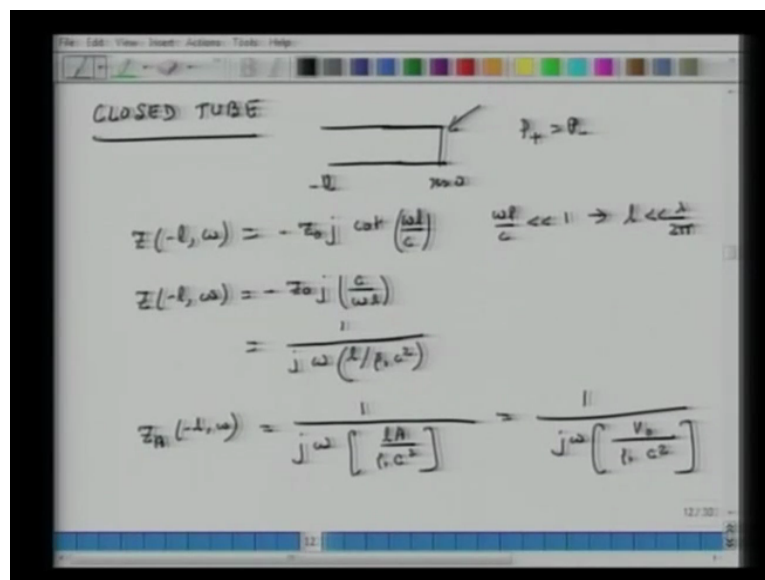 File Edit View Insert Actions Tools Help
CLOSED TUBE
P₊ = P₋
-l x=0
Z(-l, ω) = - Z₀ j cot (ωl/c) ωl/c << 1 → l << λ/2π
Z(-l, ω) = - Z₀ j (c/ωl)
= 1 / jω (l/ρ₀c²)
Z_A (-l, ω) = 1 / jω [lA/ρ₀c²] = 1 / jω [V₀/ρ₀c²]
12/30
12